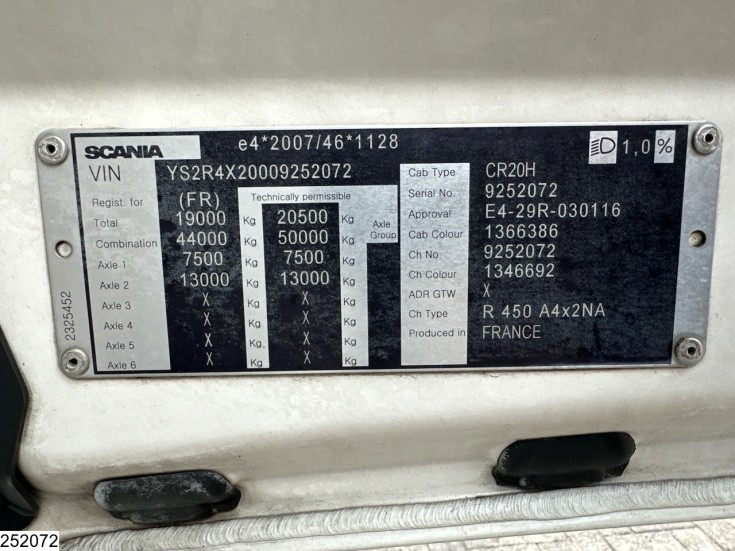 SCANIA e4*2007/46*1128 1,0%
VIN YS2R4X20009252072
Regist. for (FR) Technically permissible
Total 19000 Kg 20500 Kg Axle Group
Combination 44000 Kg 50000 Kg
Axle 1 7500 Kg 7500 Kg
Axle 2 13000 Kg 13000 Kg
Axle 3 X Kg X Kg
Axle 4 X Kg X Kg
Axle 5 X Kg X Kg
Axle 6 X Kg X Kg
Cab Type CR20H
Serial No. 9252072
Approval E4-29R-030116
Cab Colour 1366386
Ch No. 9252072
Ch Colour 1346692
ADR GTW X
Ch Type R 450 A4x2NA
Produced in FRANCE
2325452
252072